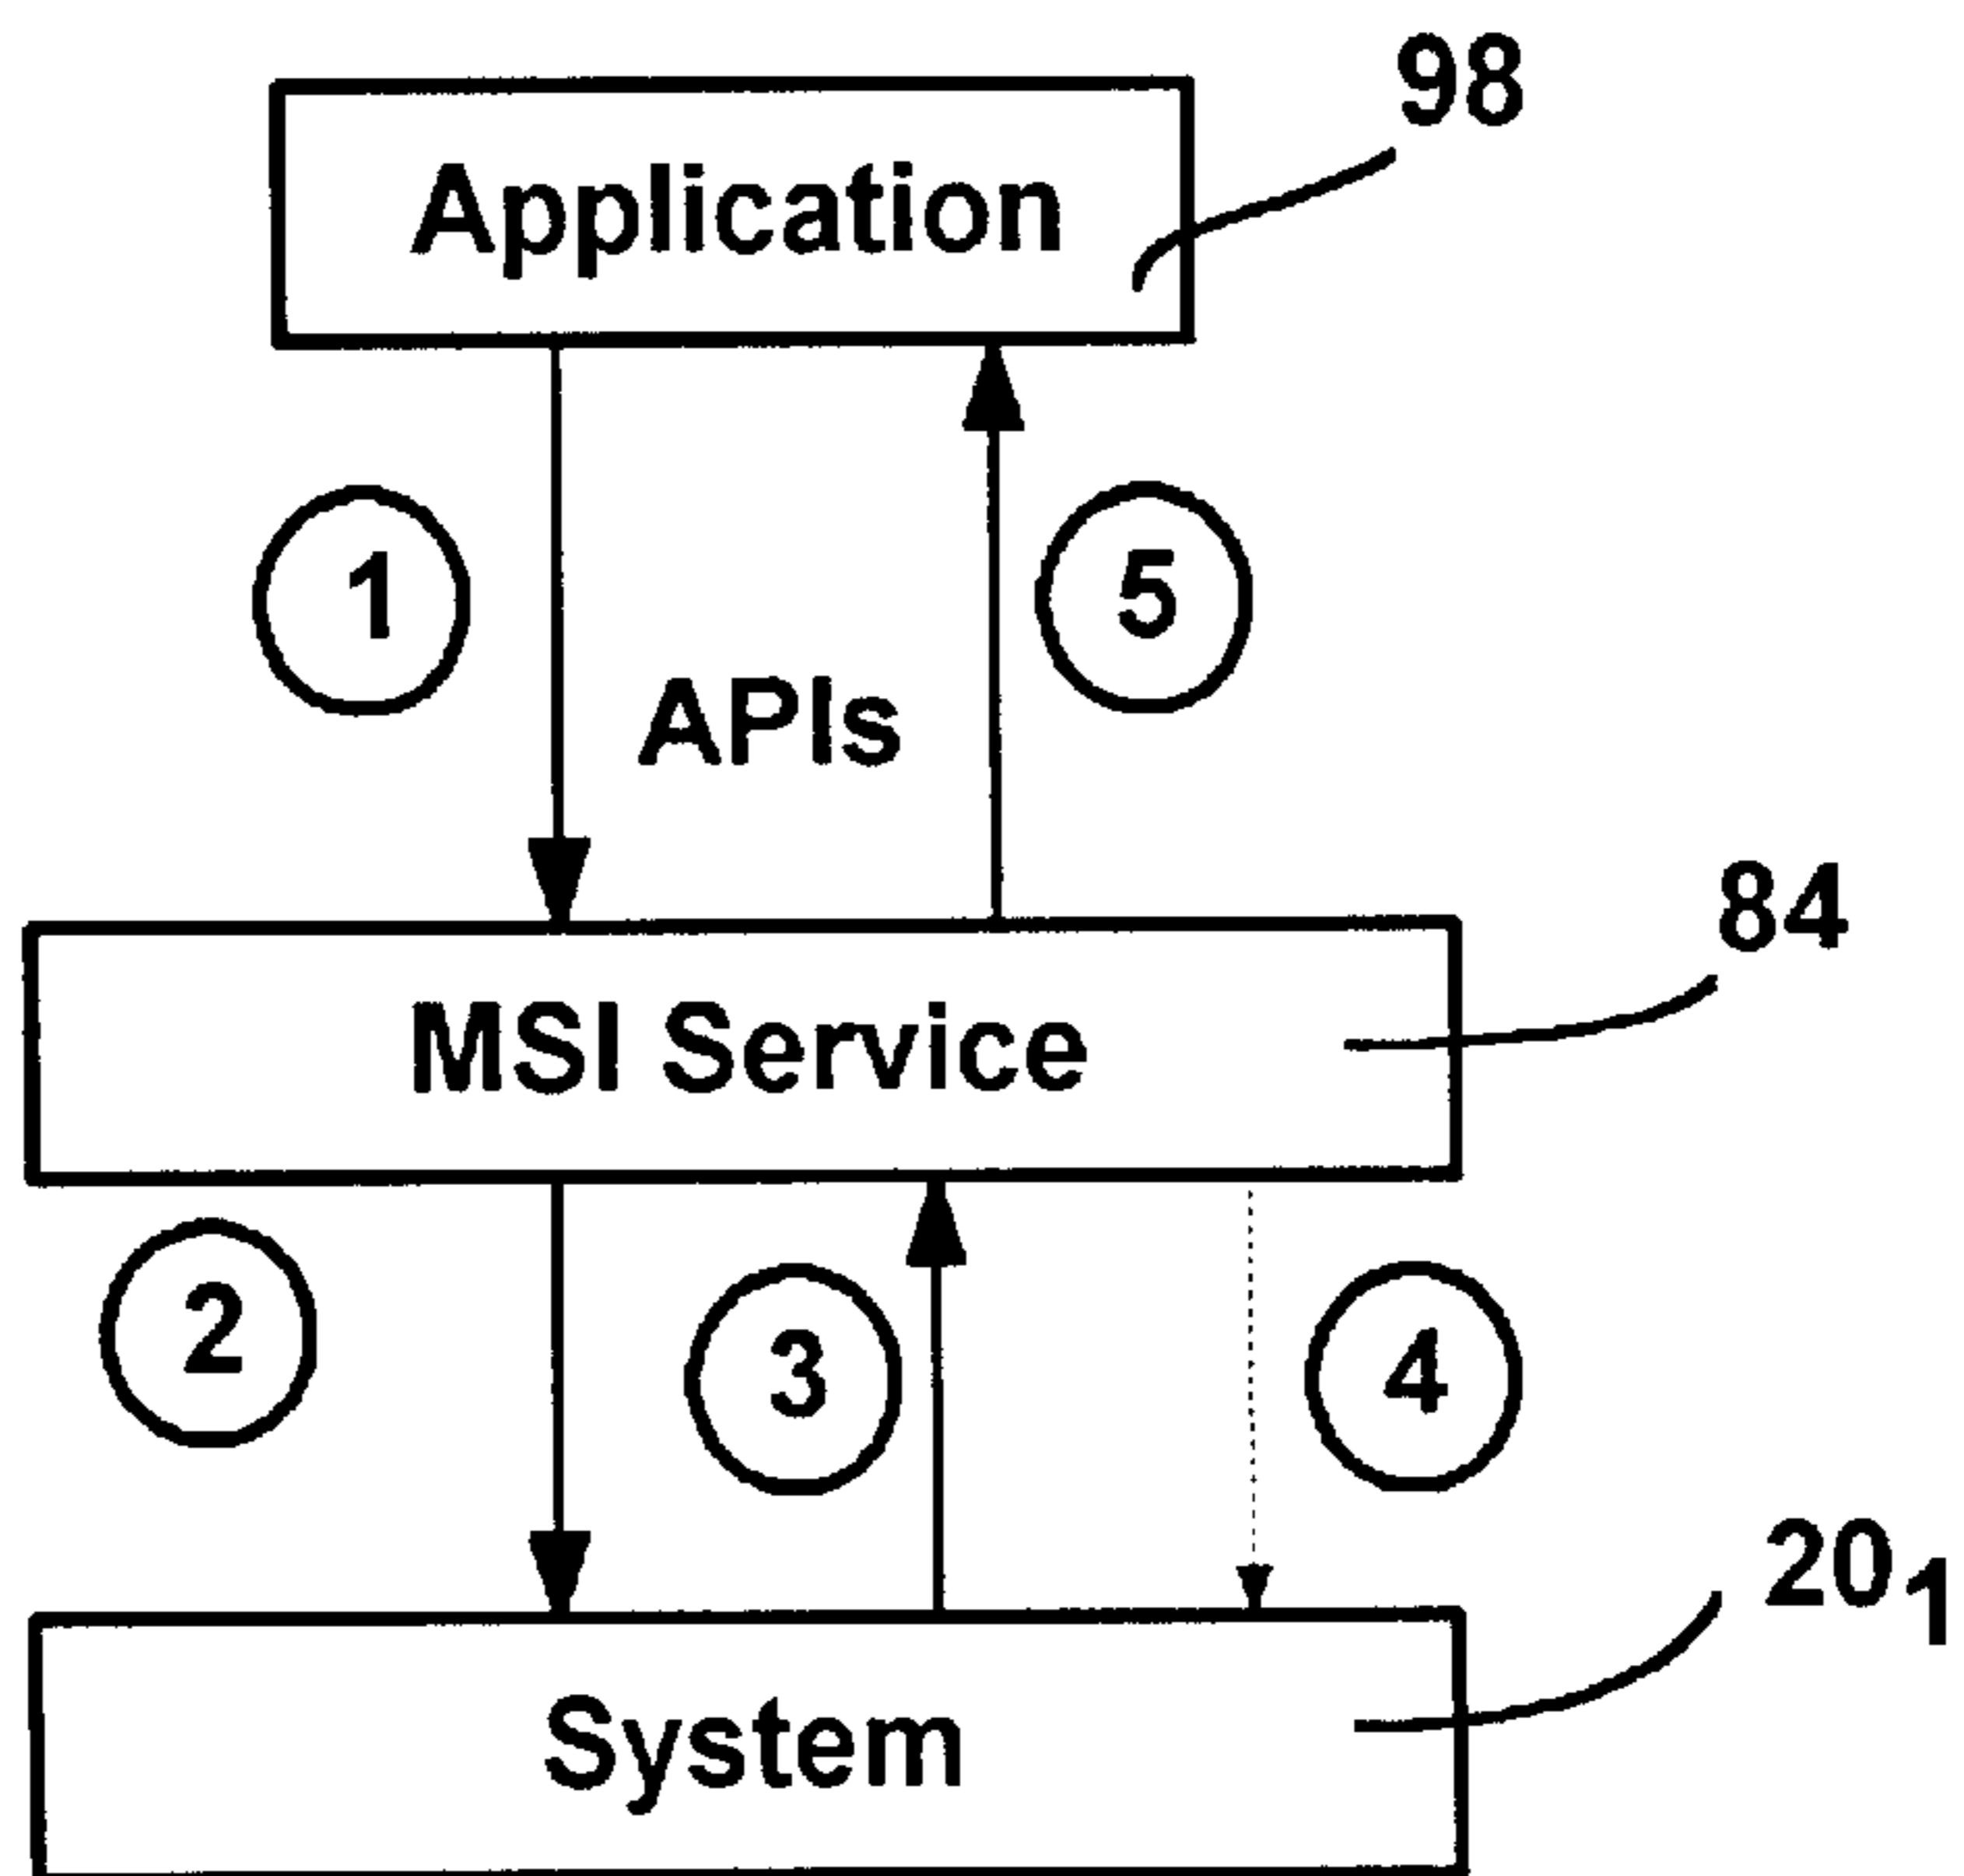 98
Application
1
5
APIs
84
MSI Service
2
3
4
20₁
System